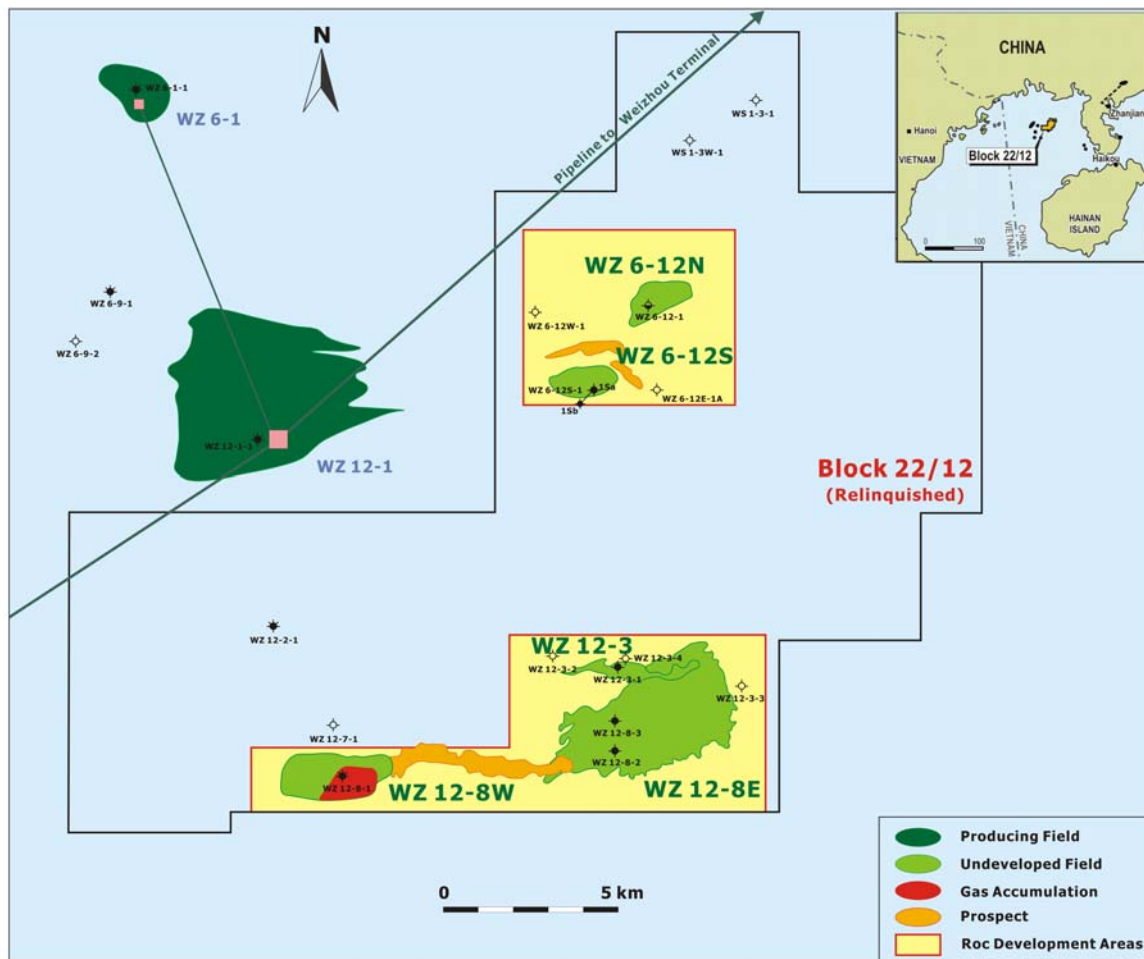 N
WZ 6-1-1
WZ 6-1
Pipeline to Weizhou Terminal
WS 1-3-1
WS 1-3W-1
CHINA
Zhanjian
Hanoi
Block 22/12
VIETNAM
Haikou
HAINAN
ISLAND
CHINA
VIETNAM
0 100
WZ 6-9-1
WZ 6-9-2
WZ 12-1-1
WZ 12-1
WZ 6-12N
WZ 6-12-1
WZ 6-12W-1
WZ 6-12S
WZ 6-12S-1
1Sa
WZ 6-12E-1A
1Sb
Block 22/12
(Relinquished)
WZ 12-2-1
WZ 12-3
WZ 12-3-4
WZ 12-3-2
WZ 12-3-1
WZ 12-3-3
WZ 12-7-1
WZ 12-8-3
WZ 12-8-2
WZ 12-8-1
WZ 12-8W
WZ 12-8E
0 5 km
Producing Field
Undeveloped Field
Gas Accumulation
Prospect
Roc Development Areas